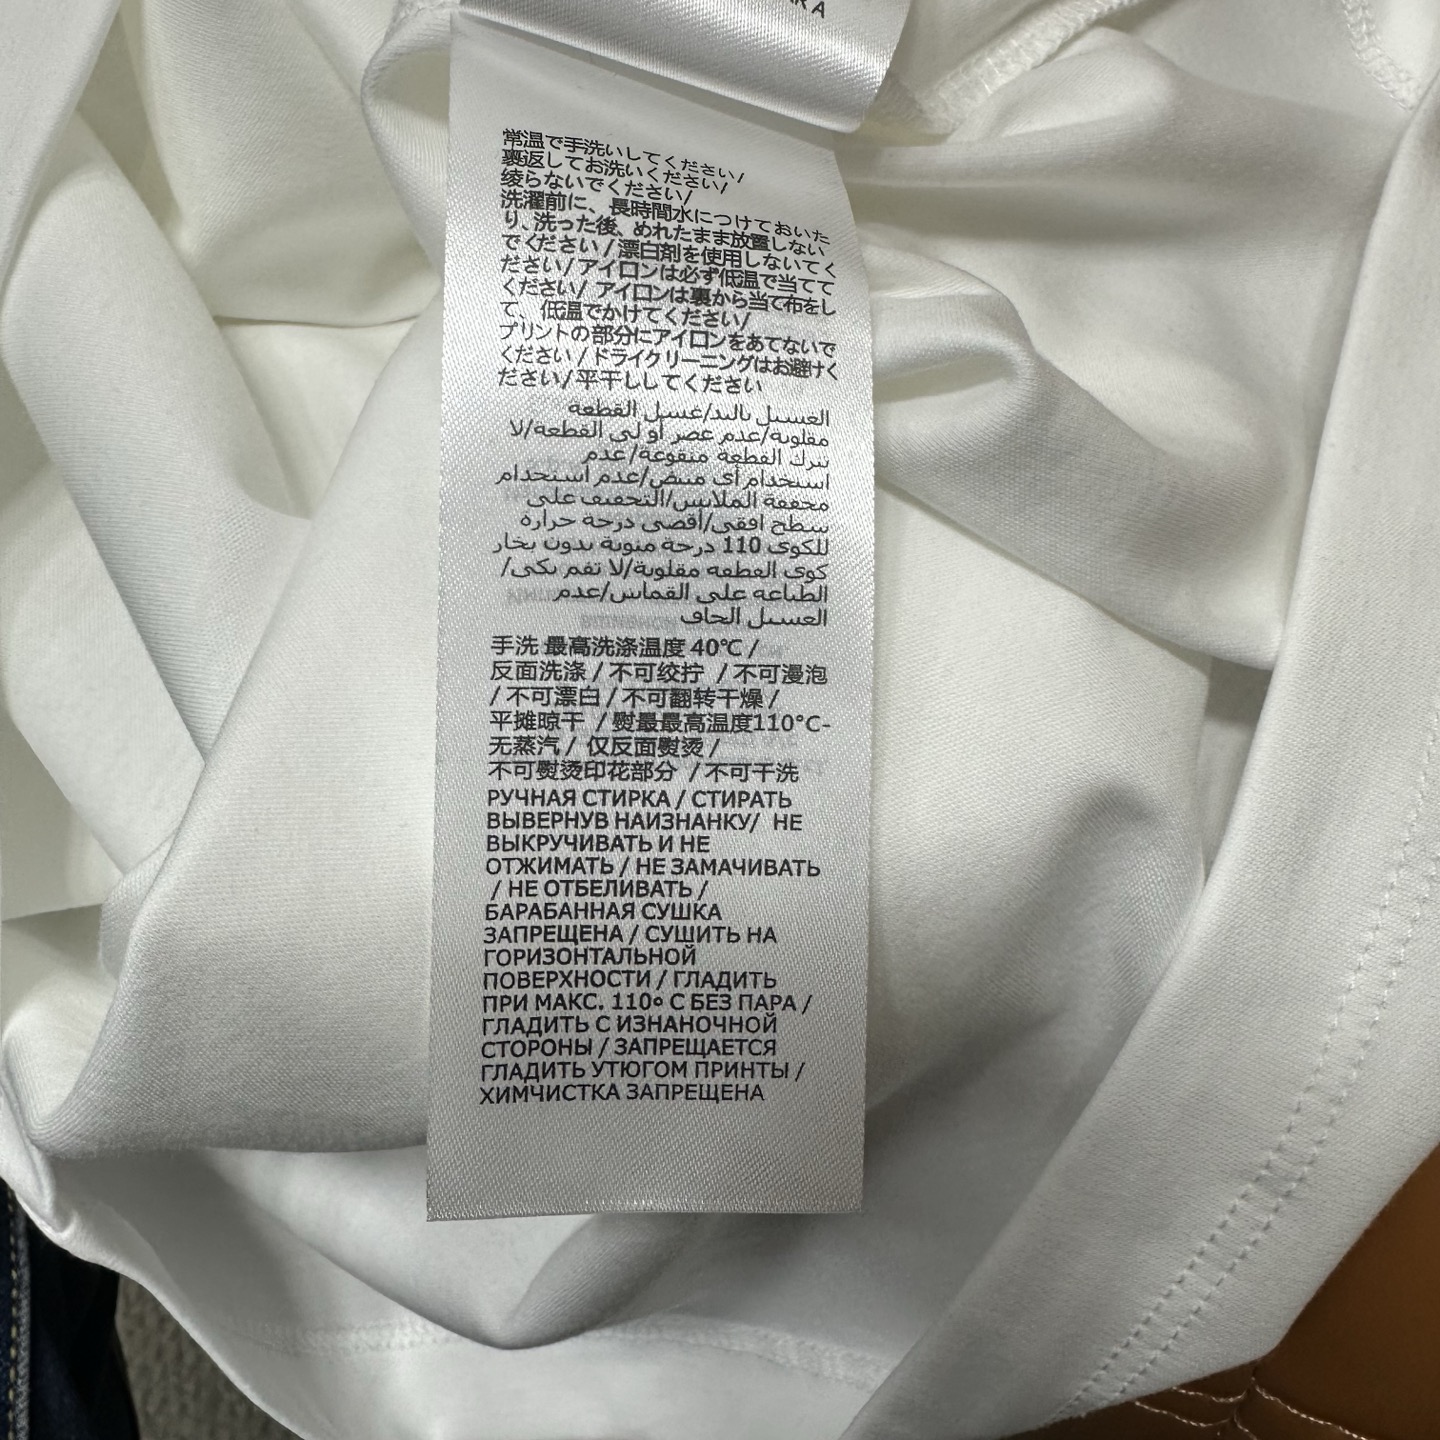 常温で手洗いしてください/
裏返してお洗いください/
绫らないでください/
洗濯前に、長時間水につけておいた
り、洗った後、めれたまま放置しない
でください/漂白剤を使用しないてく
ださい/アイロンは必ず低温で当てて
ください/ アイロンは裏から当て布をし
て、低温でかけてください/
プリントの部分にアイロンをあてないで
ください/ドライクリーニングはお避けく
ださい/平干ししてください
الغسيل باليد/غسيل القطعة
مقلوبة/عدم عصر او لي القطعة/لا
تترك القطعة منقوعة/عدم
استخدام أي مبيض/عدم استخدام
مجففة الملابس/التجفيف على
سطح افقي/أقصى درجة حراره
للكوي 110 درجة مئوية بدون بخار
كوي القطعه مقلوبة/لا تقم بكي/
الطباعه على القماس/عدم
الغسيل الجاف
手洗 最高洗涤温度 40℃ /
反面洗涤 / 不可绞拧 / 不可漫泡
/ 不可漂白 / 不可翻转干燥 /
平摊晾干 / 熨最最高温度110°C-
无蒸汽 / 仅反面熨烫 /
不可熨烫印花部分 / 不可干洗
РУЧНАЯ СТИРКА / СТИРАТЬ
ВЫВЕРНУВ НАИЗНАНКУ/ НЕ
ВЫКРУЧИВАТЬ И НЕ
ОТЖИМАТЬ / НЕ ЗАМАЧИВАТЬ
/ НЕ ОТБЕЛИВАТЬ /
БАРАБАННАЯ СУШКА
ЗАПРЕЩЕНА / СУШИТЬ НА
ГОРИЗОНТАЛЬНОЙ
ПОВЕРХНОСТИ / ГЛАДИТЬ
ПРИ МАКС. 110º С БЕЗ ПАРА /
ГЛАДИТЬ С ИЗНАНОЧНОЙ
СТОРОНЫ / ЗАПРЕЩАЕТСЯ
ГЛАДИТЬ УТЮГОМ ПРИНТЫ /
ХИМЧИСТКА ЗАПРЕЩЕНА